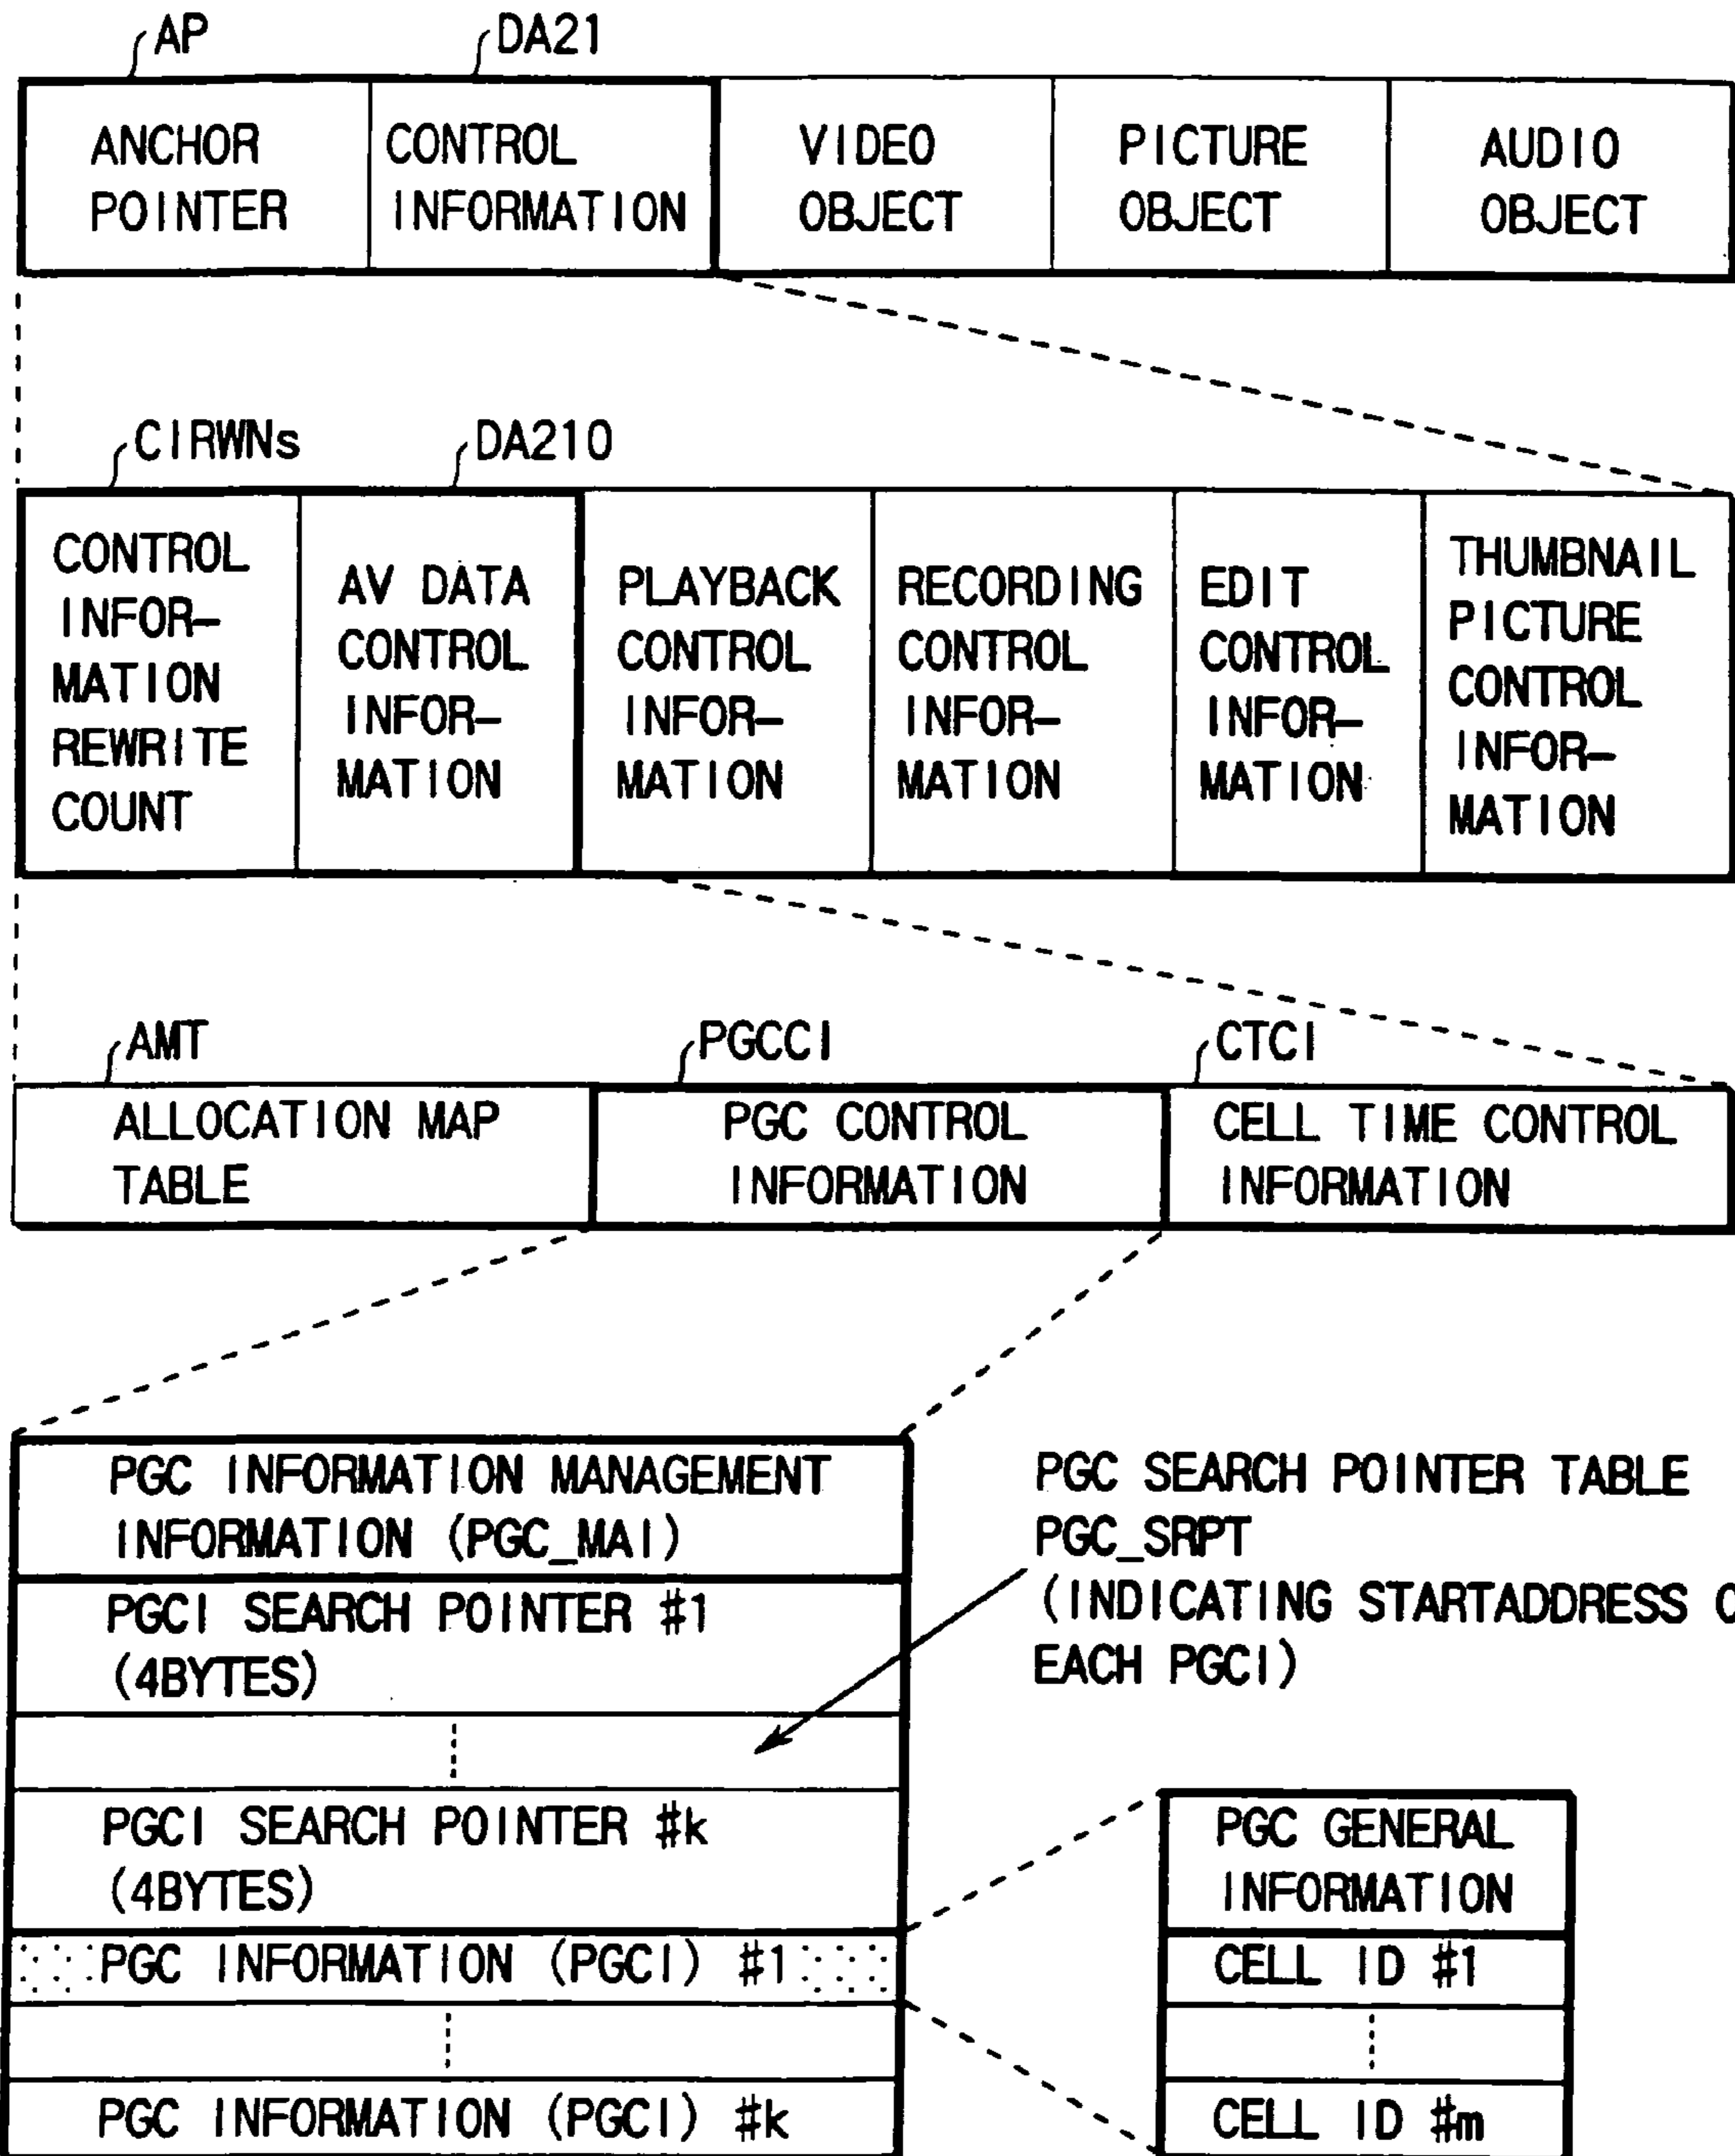 AP
DA21
ANCHOR
POINTER
CONTROL
INFORMATION
VIDEO
OBJECT
PICTURE
OBJECT
AUDIO
OBJECT
CIRWNs
DA210
CONTROL
INFOR-
MATION
REWRITE
COUNT
AV DATA
CONTROL
INFOR-
MATION
PLAYBACK
CONTROL
INFOR-
MATION
RECORDING
CONTROL
INFOR-
MATION
EDIT
CONTROL
INFOR-
MATION
THUMBNAIL
PICTURE
CONTROL
INFOR-
MATION
AMT
PGCCI
CTCI
ALLOCATION MAP
TABLE
PGC CONTROL
INFORMATION
CELL TIME CONTROL
INFORMATION
PGC INFORMATION MANAGEMENT
INFORMATION (PGC_MAI)
PGCI SEARCH POINTER #1
(4BYTES)
PGCI SEARCH POINTER #k
(4BYTES)
PGC INFORMATION (PGCI) #1
PGC INFORMATION (PGCI) #k
PGC SEARCH POINTER TABLE
PGC_SRPT
(INDICATING STARTADDRESS
EACH PGCI)
PGC GENERAL
INFORMATION
CELL ID #1
CELL ID #m